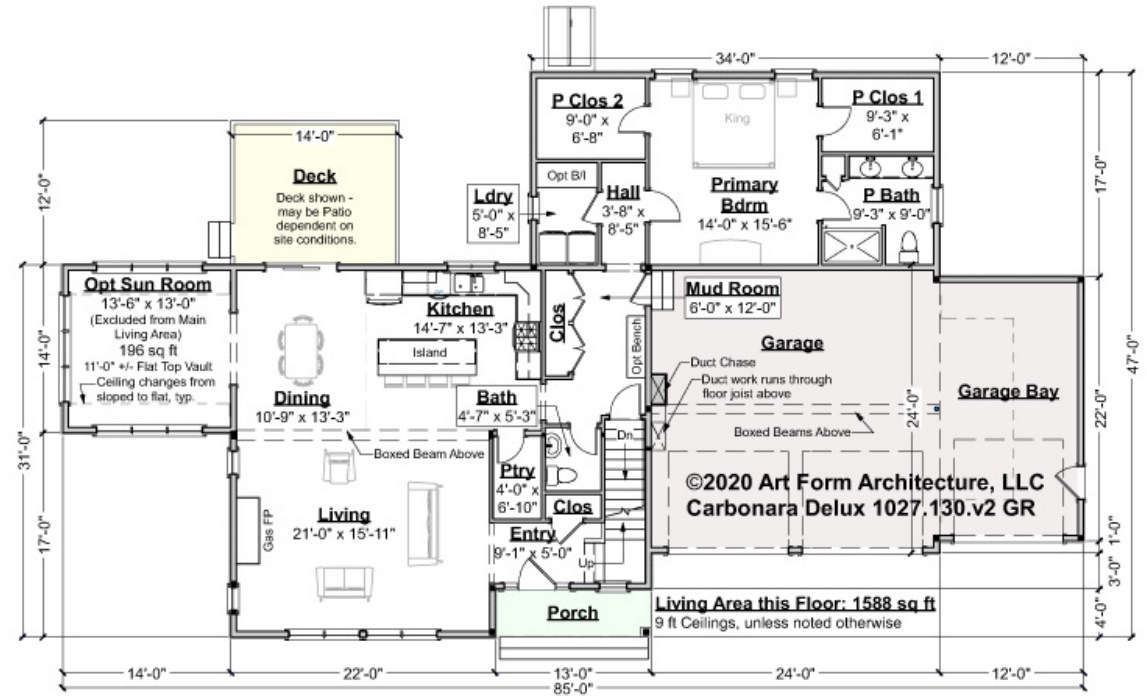 34'-0"
12'-0"
P Clos 2
9'-0" x
6'-8"
King
P Clos 1
9'-3" x
6'-1"
14'-0"
Deck
Deck shown -
may be Patio
dependent on
site conditions.
12'-0"
Opt B/I
Ldry
5'-0" x
8'-5"
Hall
3'-8" x
8'-5"
Primary
Bdrm
14'-0" x 15'-6"
P Bath
9'-3" x 9'-0"
17'-0"
Opt Sun Room
13'-6" x 13'-0"
(Excluded from Main
Living Area)
196 sq ft
11'-0" +/- Flat Top Vault
Ceiling changes from
sloped to flat, typ.
14'-0"
Kitchen
14'-7" x 13'-3"
Island
Clos
Opt Bench
Mud Room
6'-0" x 12'-0"
Garage
Duct Chase
Duct work runs through
floor joist above
Boxed Beams Above
24'-0"
Garage Bay
22'-0"
47'-0"
Dining
10'-9" x 13'-3"
Bath
4'-7" x 5'-3"
Boxed Beam Above
Dn
31'-0"
17'-0"
Ptry
4'-0" x
6'-10"
Clos
Gas FP
Living
21'-0" x 15'-11"
Entry
9'-1" x 5'-0"
Up
©2020 Art Form Architecture, LLC
Carbonara Delux 1027.130.v2 GR
1'-0"
3'-0"
4'-0"
Porch
Living Area this Floor: 1588 sq ft
9 ft Ceilings, unless noted otherwise
14'-0"
22'-0"
13'-0"
24'-0"
12'-0"
85'-0"